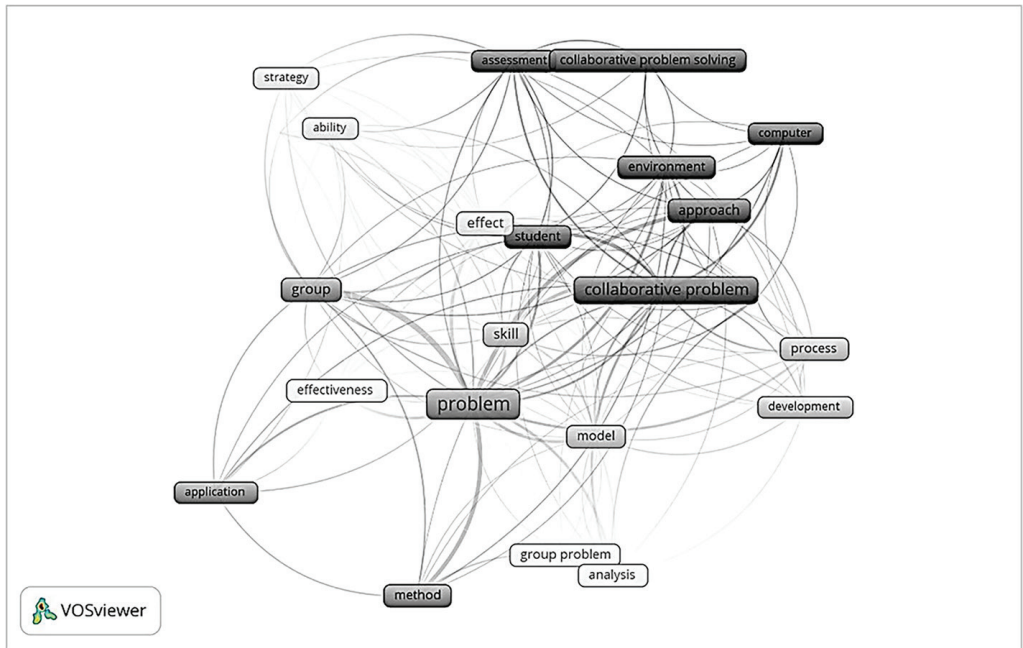 assessment
collaborative problem solving
strategy
ability
computer
environment
approach
effect
student
group
collaborative problem
skill
process
effectiveness
problem
development
model
application
group problem
analysis
method
VOSviewer